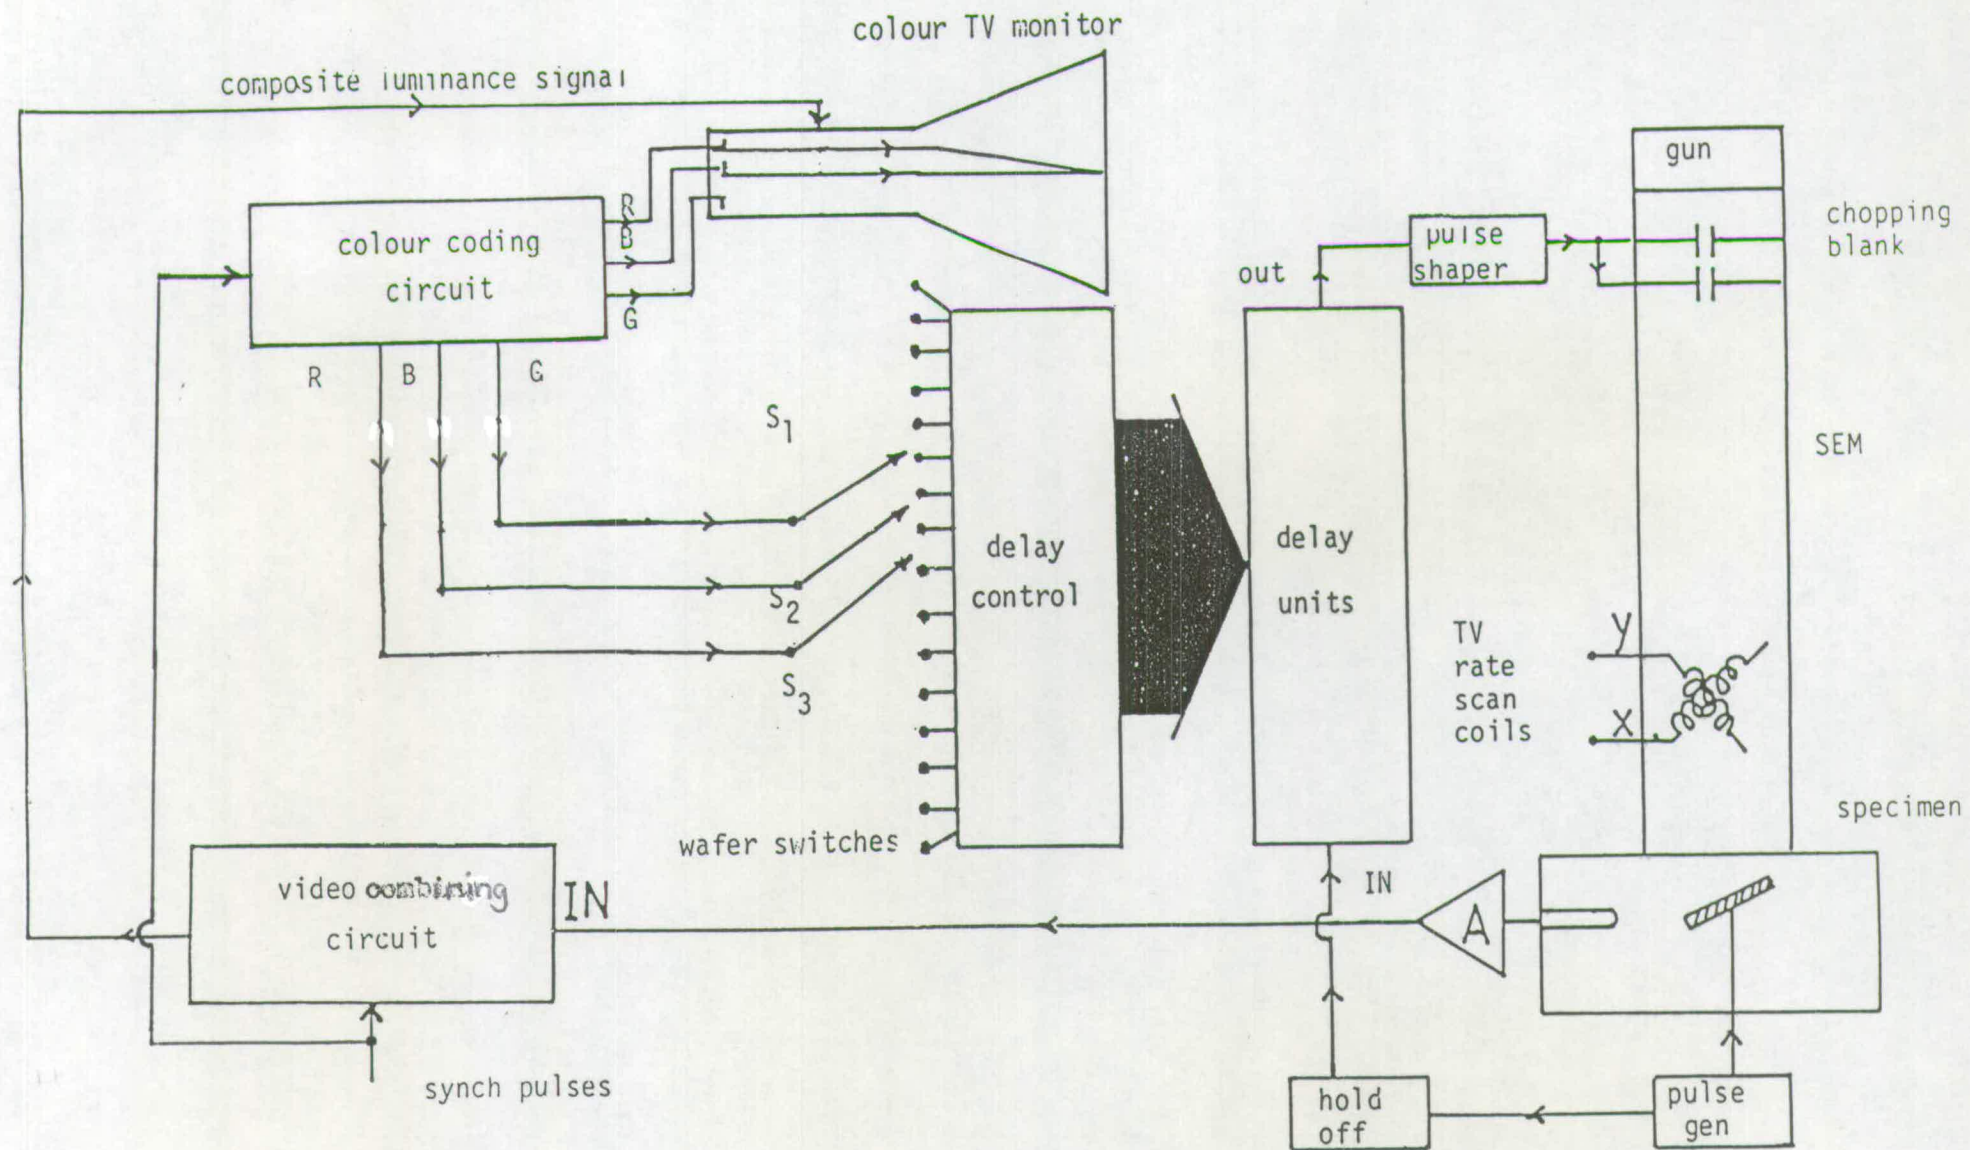 colour TV monitor
composite luminance signal
gun
chopping
blank
colour coding
circuit
R
B
G
R
B
G
pulse
shaper
out
S1
S2
S3
SEM
delay
control
delay
units
TV
rate
scan
coils
y
X
specimen
wafer switches
video combining
circuit
IN
IN
A
synch pulses
hold
off
pulse
gen